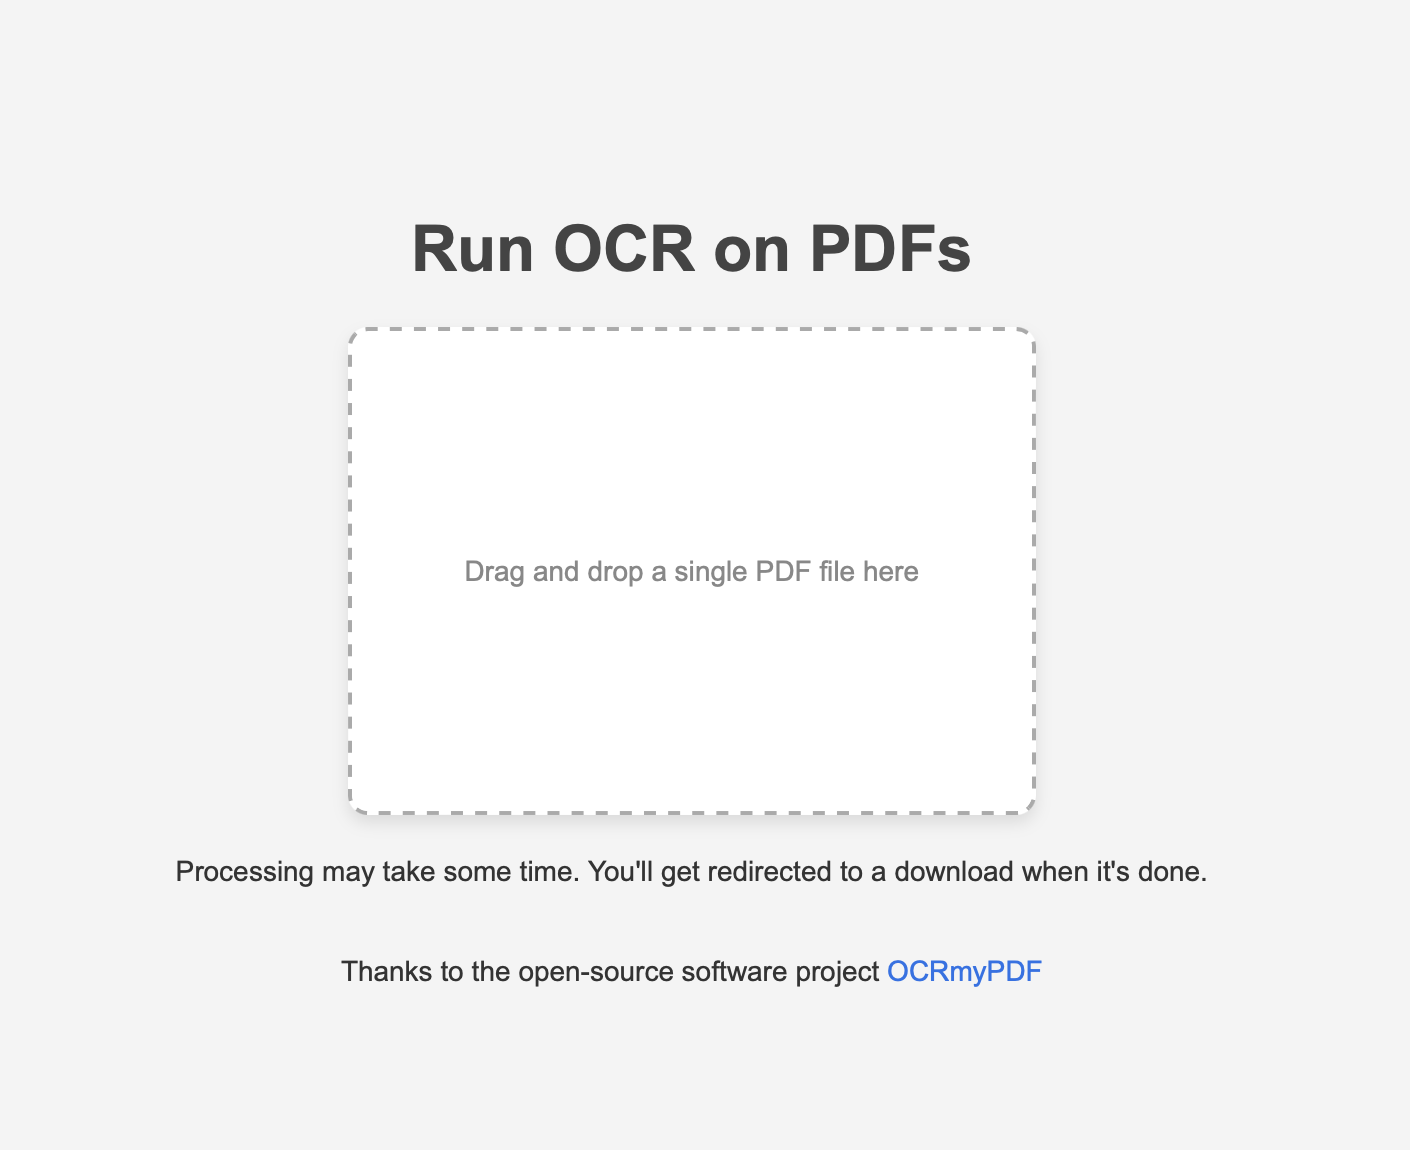 Run OCR on PDFs
Drag and drop a single PDF file here
Processing may take some time. You'll get redirected to a download when it's done.
Thanks to the open-source software project OCRmyPDF